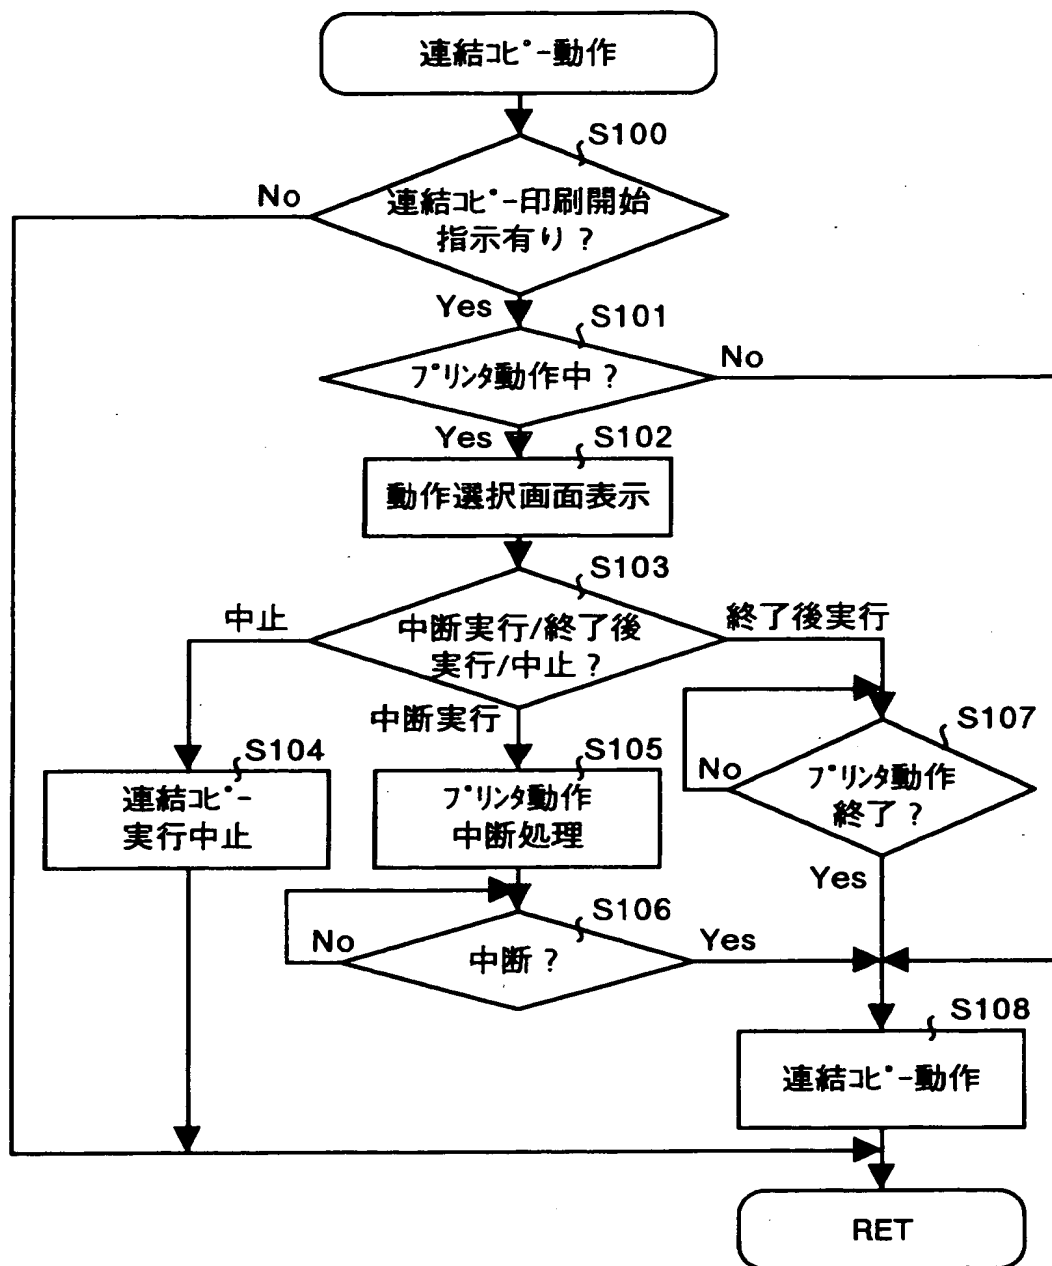 連結ｺﾋﾟｰ動作
S100
No
連結ｺﾋﾟｰ印刷開始
指示有り？
Yes
S101
ﾌﾟﾘﾝﾀ動作中？
No
Yes
S102
動作選択画面表示
S103
中止
中断実行/終了後
実行/中止？
終了後実行
中断実行
S104
連結ｺﾋﾟｰ
実行中止
S105
ﾌﾟﾘﾝﾀ動作
中断処理
S107
No
ﾌﾟﾘﾝﾀ動作
終了？
Yes
S106
No
中断？
Yes
S108
連結ｺﾋﾟｰ動作
RET